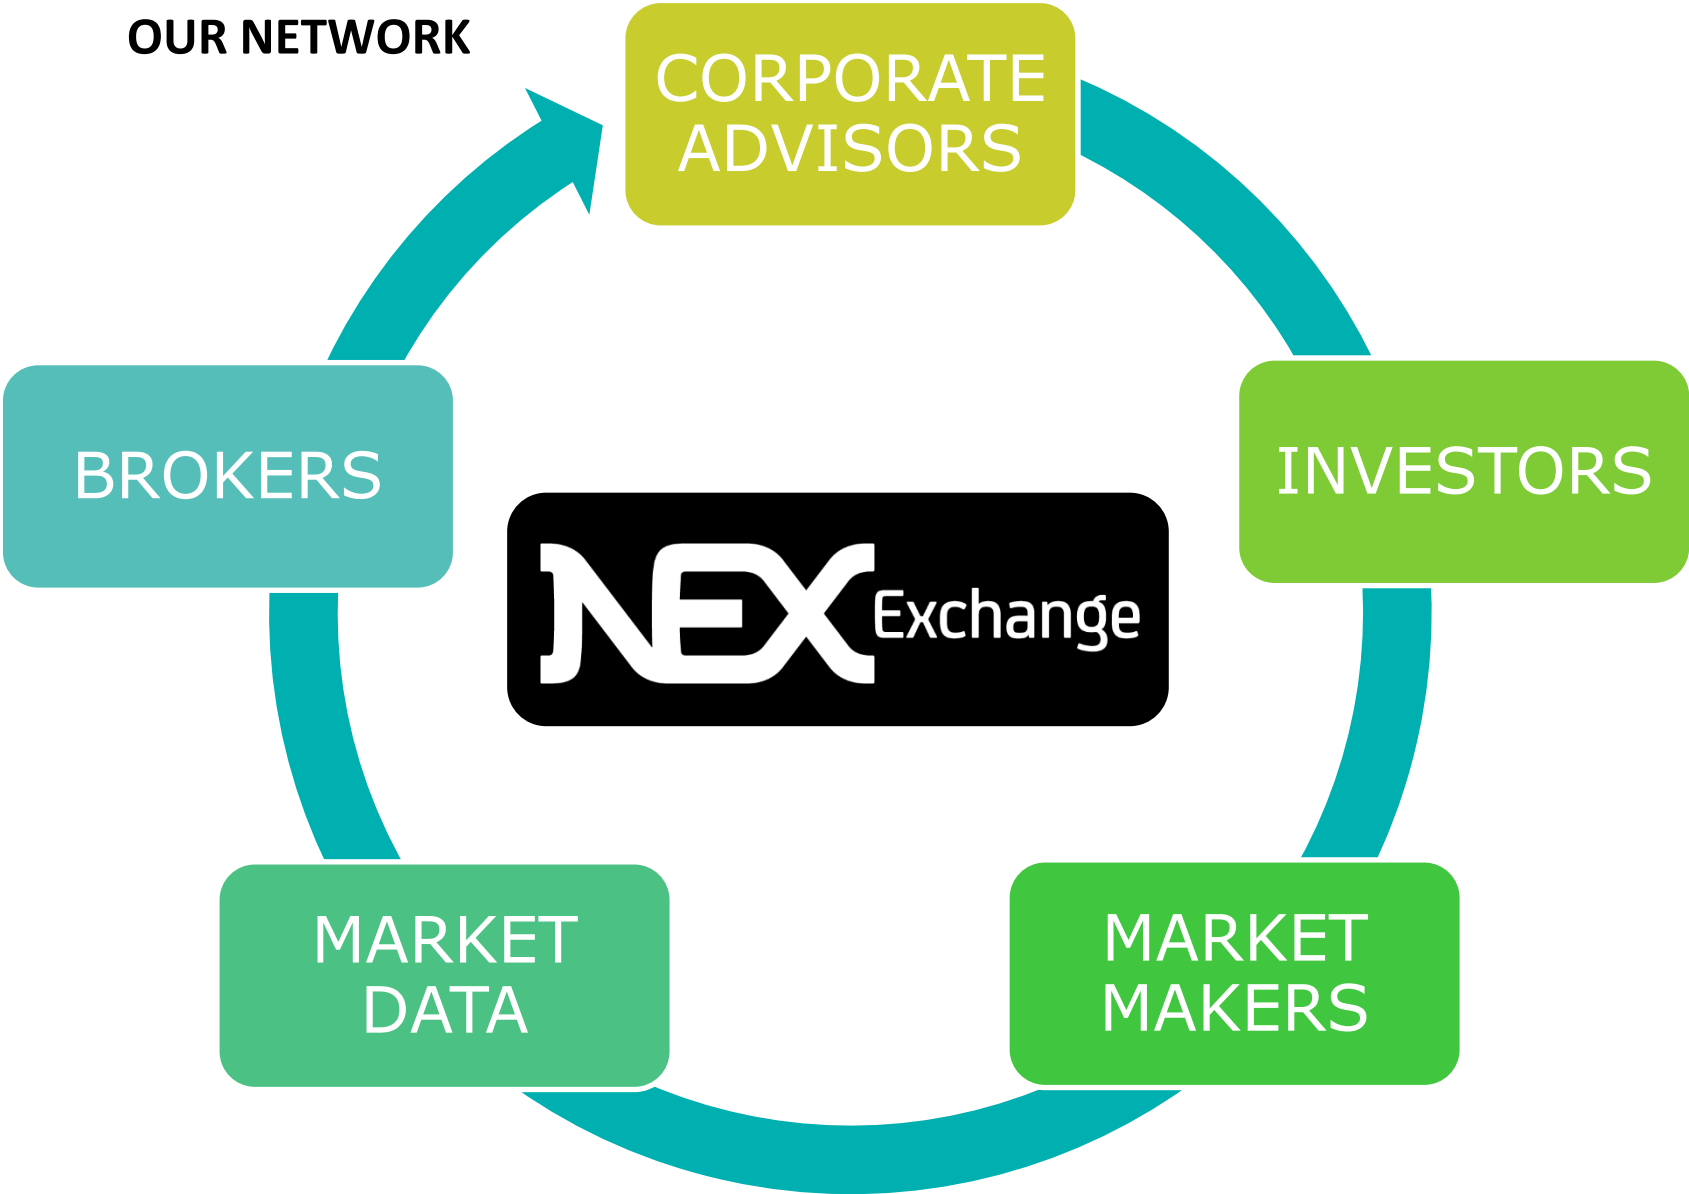 OUR NETWORK
CORPORATE
ADVISORS
BROKERS
INVESTORS
NEX Exchange
MARKET
DATA
MARKET
MAKERS